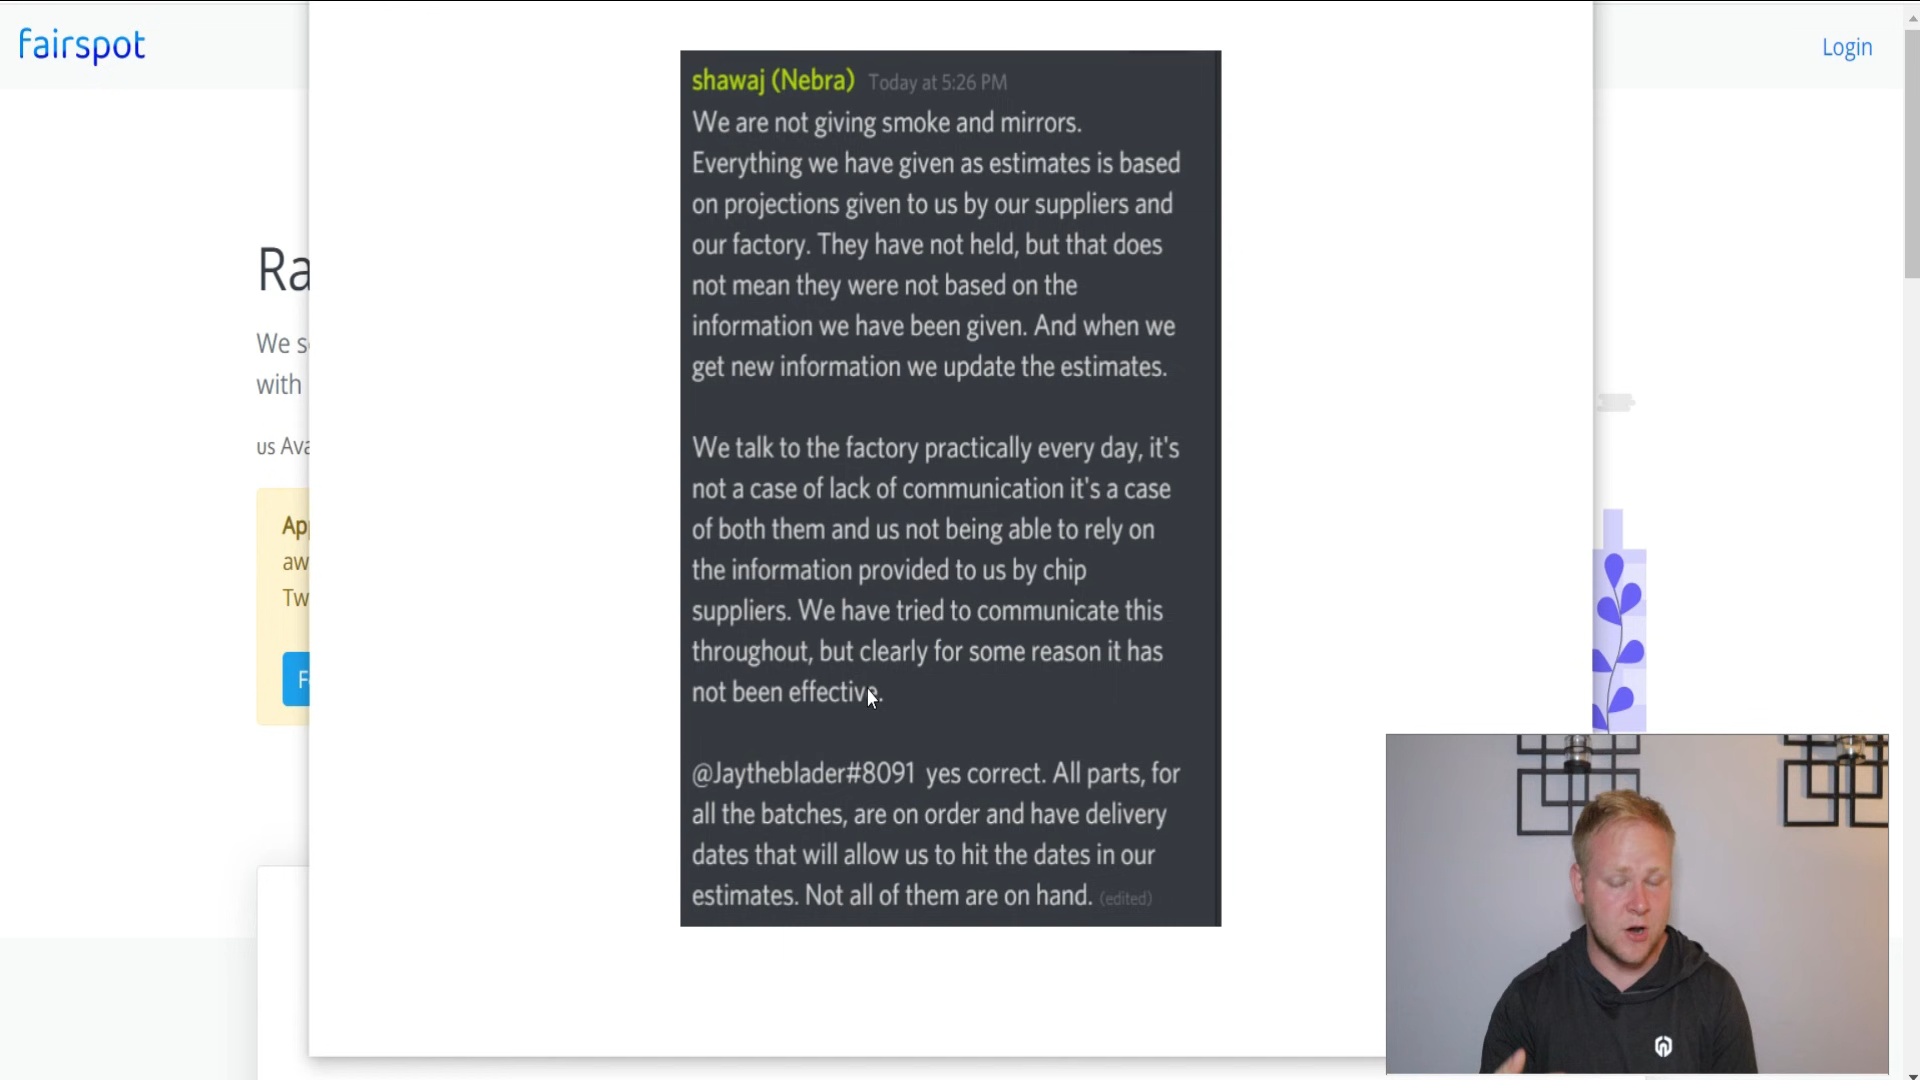 fairspot
Login
shawaj (Nebra) Today at 5:26 PM
We are not giving smoke and mirrors.
Everything we have given as estimates is based
on projections given to us by our suppliers and
our factory. They have not held, but that does
not mean they were not based on the
information we have been given. And when we
get new information we update the estimates.
We talk to the factory practically every day, it's
not a case of lack of communication it's a case
of both them and us not being able to rely on
the information provided to us by chip
suppliers. We have tried to communicate this
throughout, but clearly for some reason it has
not been effective.
@Jaytheblader#8091 yes correct. All parts, for
all the batches, are on order and have delivery
dates that will allow us to hit the dates in our
estimates. Not all of them are on hand. (edited)
Ra
We s
with
us Ava
Ap
aw
Tw
F